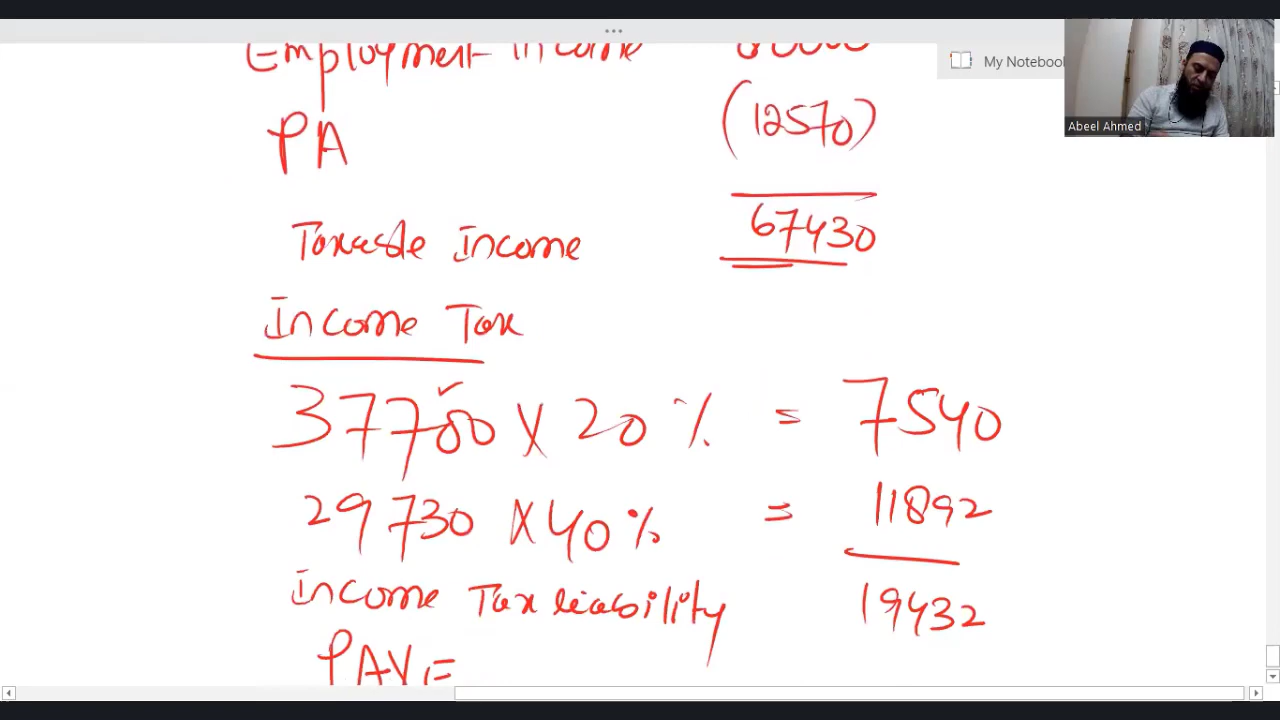 My Notebook
Abeel Ahmed
Employment Income
PA (12570)
Taxable Income 67430
Income Tax
37700 X 20 % = 7540
29730 X 40 % = 11892
Income Tax liability 19432
PAYE